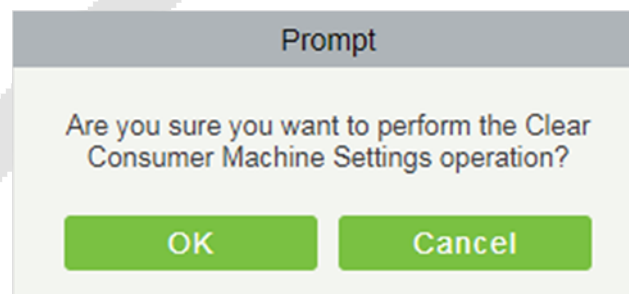 Prompt
Are you sure you want to perform the Clear
Consumer Machine Settings operation?
OK
Cancel